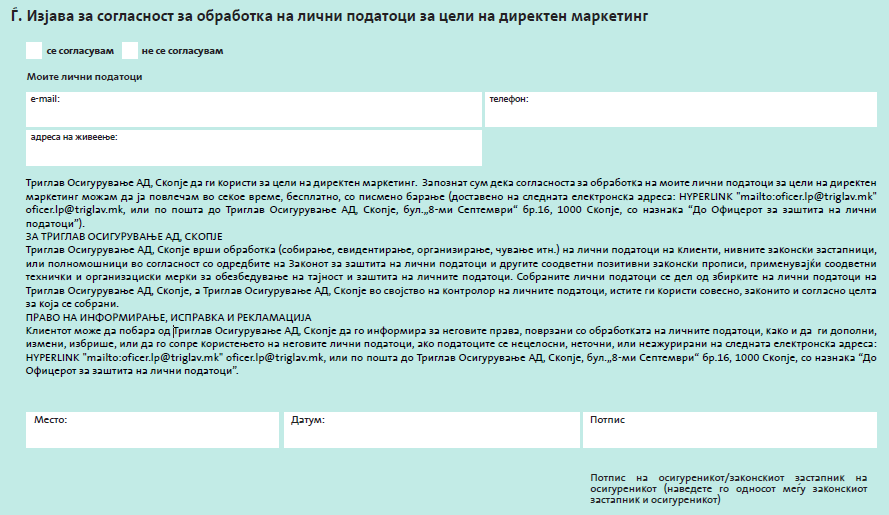 Ѓ. Изјава за согласност за обработка на лични податоци за цели на директен маркетинг
се согласувам не се согласувам
Моите лични податоци
e-mail: телефон:
адреса на живеење:
Триглав Осигурување АД, Скопје да ги користи за цели на директен маркетинг. Запознат сум дека согласноста за обработка на моите лични податоци за цели на директен
маркетинг можам да ја повлечам во секое време, бесплатно, со писмено барање (доставено на следната електронска адреса: HYPERLINK "mailto:oficer.lp@triglav.mk"
oficer.lp@triglav.mk, или по пошта до Триглав Осигурување АД, Скопје, бул.„8-ми Септември“ бр.16, 1000 Скопје, со назнака “До Офицерот за заштита на лични
податоци”).
ЗА ТРИГЛАВ ОСИГУРУВАЊЕ АД, СКОПЈЕ
Триглав Осигурување АД, Скопје врши обработка (собирање, евидентирање, организирање, чување итн.) на лични податоци на клиенти, нивните законски застапници,
или полномошници во согласност со одредбите на Законот за заштита на лични податоци и другите соодветни позитивни законски прописи, применувајќи соодветни
технички и организациски мерки за обезбедување на тајност и заштита на личните податоци. Собраните лични податоци се дел од збирките на лични податоци на
Триглав Осигурување АД, Скопје, а Триглав Осигурување АД, Скопје во својство на контролор на личните податоци, истите ги користи совесно, законито и согласно целта
за која се собрани.
ПРАВО НА ИНФОРМИРАЊЕ, ИСПРАВКА И РЕКЛАМАЦИЈА
Клиентот може да побара од Триглав Осигурување АД, Скопје да го информира за неговите права, поврзани со обработката на личните податоци, како и да ги дополни,
измени, избрише, или да го сопре користењето на неговите лични податоци, ако податоците се нецелосни, неточни, или неажурирани на следната електронска адреса:
HYPERLINK "mailto:oficer.lp@triglav.mk" oficer.lp@triglav.mk, или по пошта до Триглав Осигурување АД, Скопје, бул.„8-ми Септември“ бр.16, 1000 Скопје, со назнака “До
Офицерот за заштита на лични податоци”.
Место: Датум: Потпис
Потпис на осигуреникот/законскиот застапник на
осигуреникот (наведете го односот меѓу законскиот
застапник и осигуреникот)